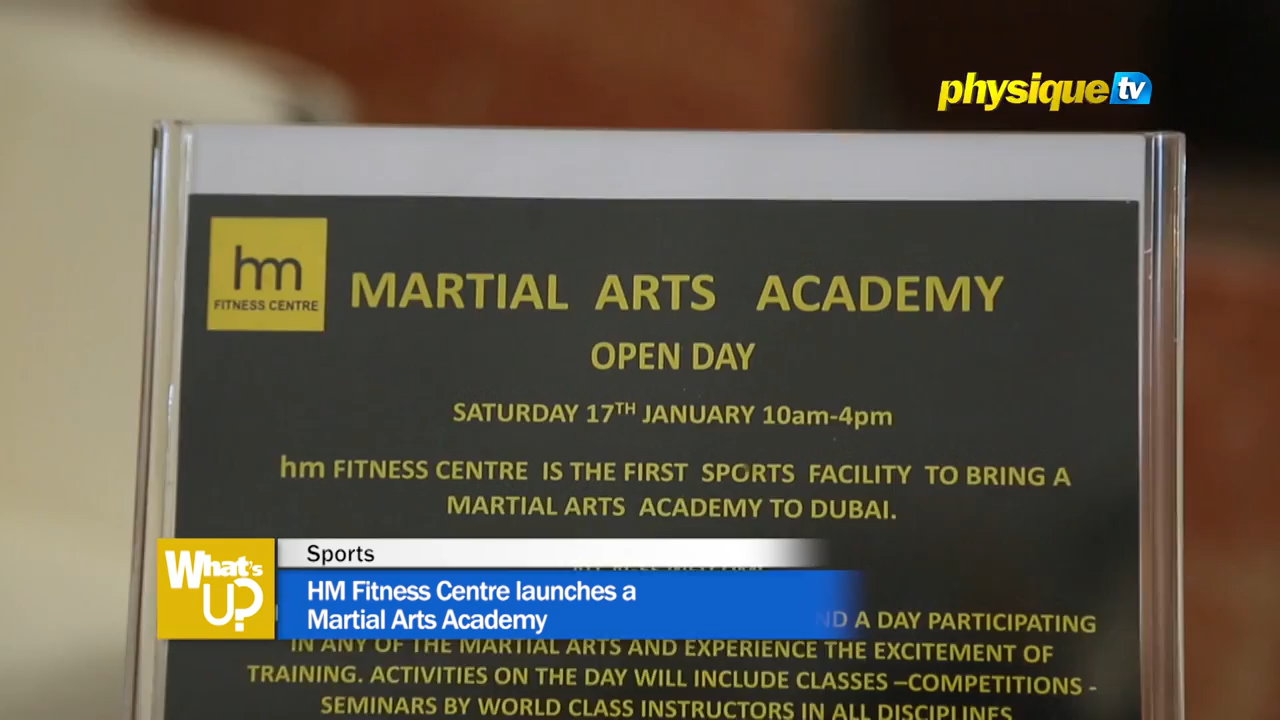 physique tv
hm
FITNESS CENTRE
MARTIAL ARTS ACADEMY
OPEN DAY
SATURDAY 17TH JANUARY 10am-4pm
hm FITNESS CENTRE IS THE FIRST SPORTS FACILITY TO BRING A
MARTIAL ARTS ACADEMY TO DUBAI.
What's
UP?
Sports
HM Fitness Centre launches a
Martial Arts Academy
A DAY PARTICIPATING
IN ANY OF THE MARTIAL ARTS AND EXPERIENCE THE EXCITEMENT OF
TRAINING. ACTIVITIES ON THE DAY WILL INCLUDE CLASSES –COMPETITIONS -
SEMINARS BY WORLD CLASS INSTRUCTORS IN ALL DISCIPLINES